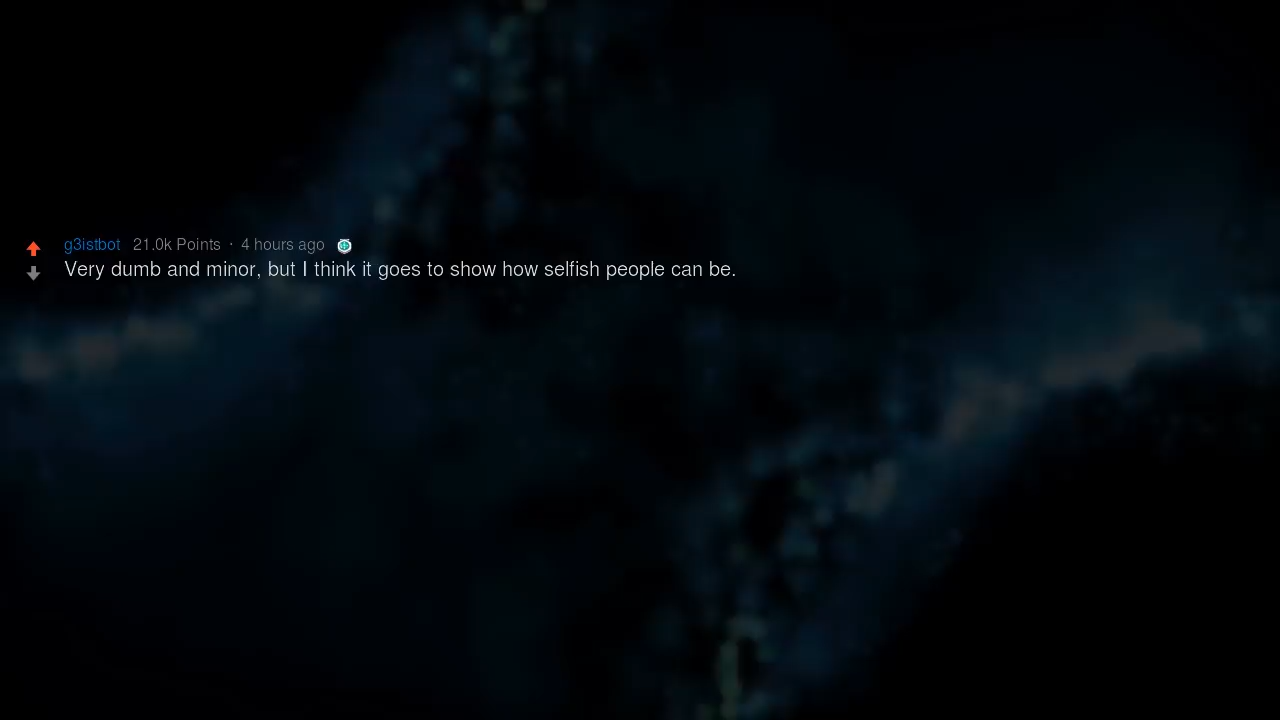 g3istbot 21.0k Points · 4 hours ago
Very dumb and minor, but I think it goes to show how selfish people can be.